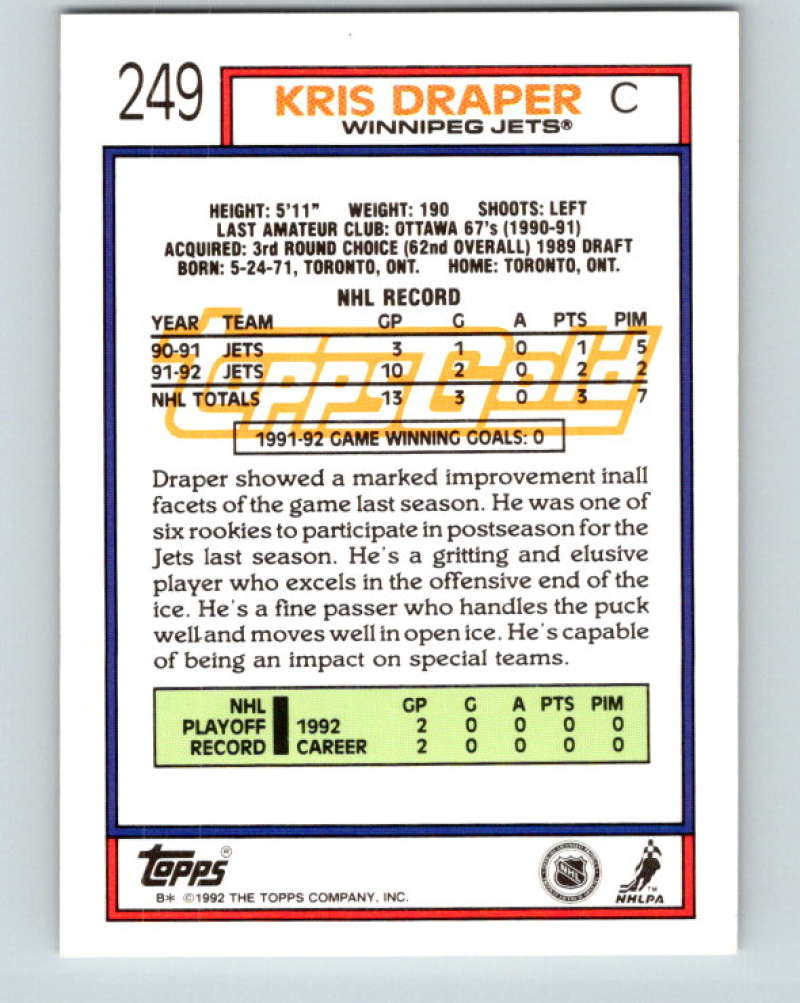 249
KRIS DRAPER C
WINNIPEG JETS®
HEIGHT: 5'11" WEIGHT: 190 SHOOTS: LEFT
LAST AMATEUR CLUB: OTTAWA 67's (1990-91)
ACQUIRED: 3rd ROUND CHOICE (62nd OVERALL) 1989 DRAFT
BORN: 5-24-71, TORONTO, ONT. HOME: TORONTO, ONT.
NHL RECORD
YEAR TEAM GP G A PTS PIM
90-91 JETS 3 1 0 1 5
91-92 JETS 10 2 0 2 2
NHL TOTALS 13 3 0 3 7
ToppsGold
1991-92 GAME WINNING GOALS: 0
Draper showed a marked improvement inall
facets of the game last season. He was one of
six rookies to participate in postseason for the
Jets last season. He's a gritting and elusive
player who excels in the offensive end of the
ice. He's a fine passer who handles the puck
well and moves well in open ice. He's capable
of being an impact on special teams.
NHL GP G A PTS PIM
PLAYOFF 1992 2 0 0 0 0
RECORD CAREER 2 0 0 0 0
Topps®
B* ©1992 THE TOPPS COMPANY, INC.
NHL
NHLPA™